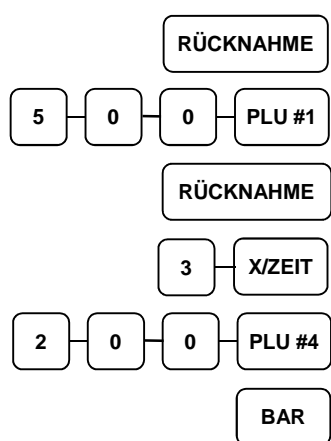 RÜCKNAHME
5 0 0 PLU #1
RÜCKNAHME
3 X/ZEIT
2 0 0 PLU #4
BAR